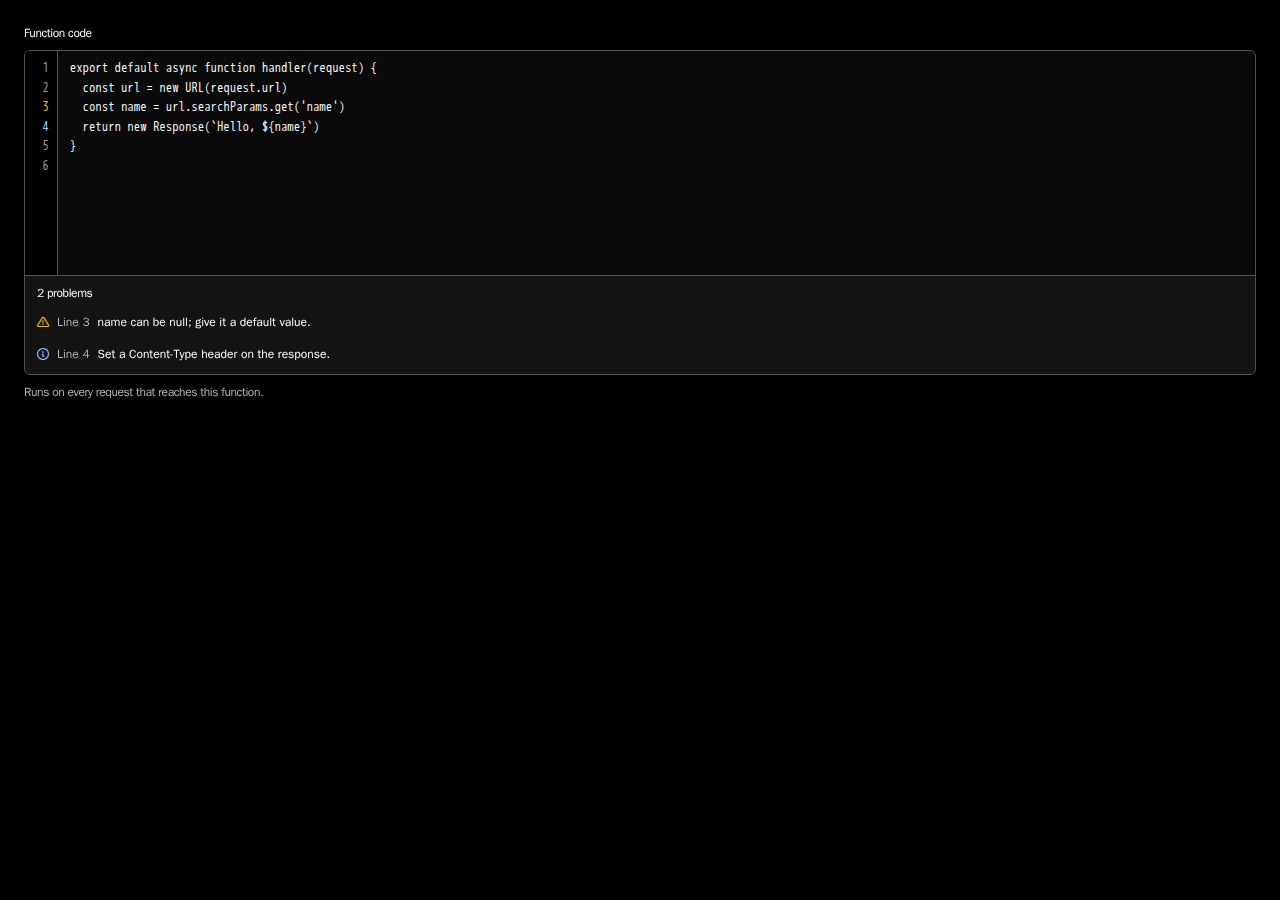 Function code
1 export default async function handler(request) {
2 const url = new URL(request.url)
3 const name = url.searchParams.get('name')
4 return new Response(`Hello, ${name}`)
5 }
6
2 problems
Line 3 name can be null; give it a default value.
Line 4 Set a Content-Type header on the response.
Runs on every request that reaches this function.